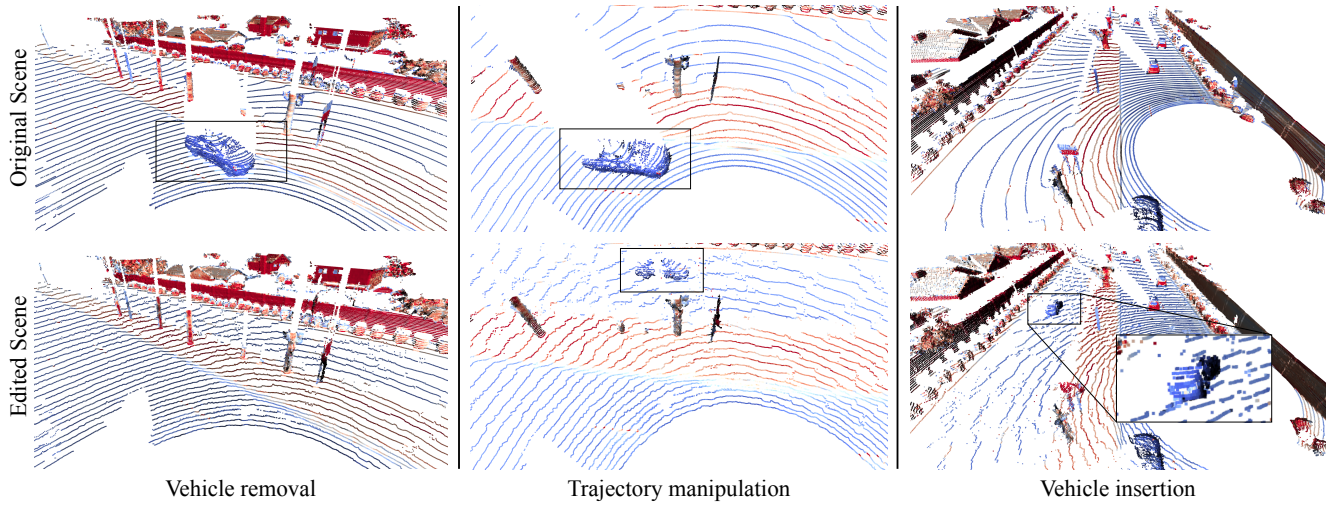 Original Scene
Edited Scene
Vehicle removal
Trajectory manipulation
Vehicle insertion